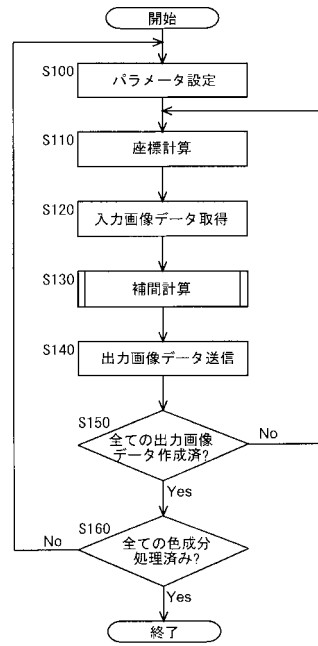 開始
S100
パラメータ設定
S110
座標計算
S120
入力画像データ取得
S130
補間計算
S140
出力画像データ送信
S150
全ての出力画像
データ作成済?
No
Yes
S160
全ての色成分
処理済み?
No
Yes
終了